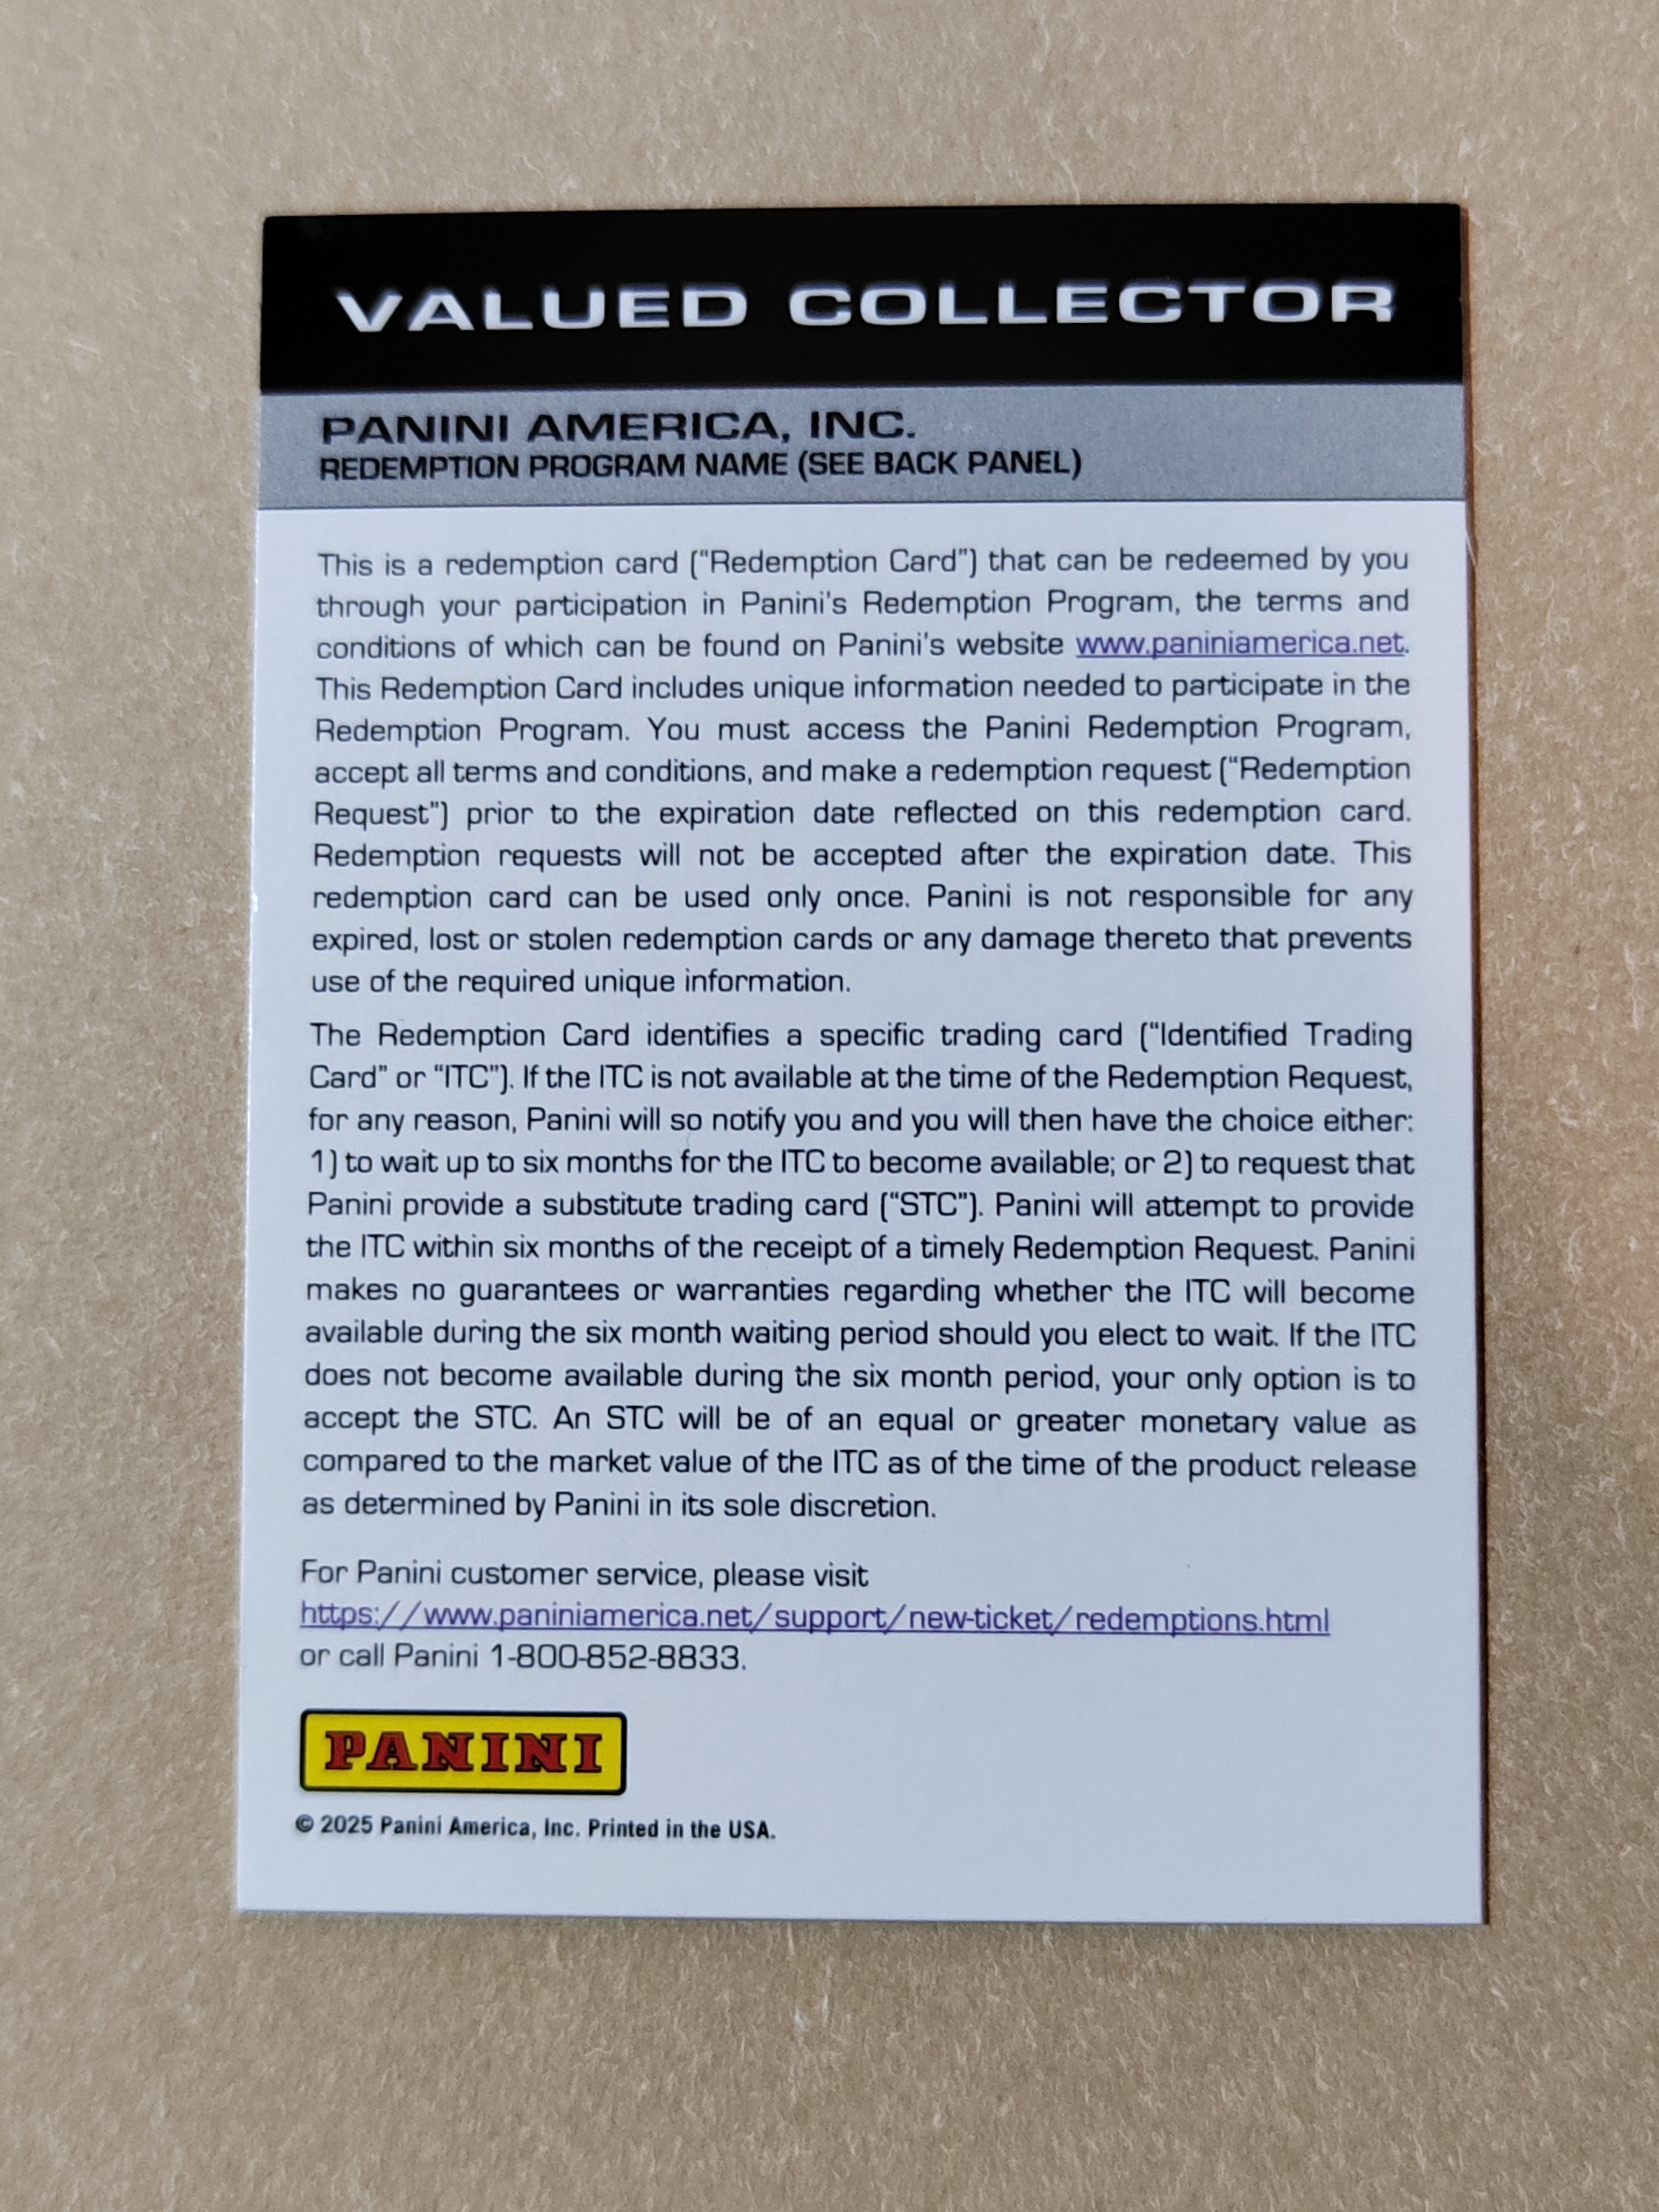 VALUED COLLECTOR
PANINI AMERICA, INC.
REDEMPTION PROGRAM NAME (SEE BACK PANEL)
This is a redemption card (“Redemption Card”) that can be redeemed by you
through your participation in Panini's Redemption Program, the terms and
conditions of which can be found on Panini's website www.paniniamerica.net.
This Redemption Card includes unique information needed to participate in the
Redemption Program. You must access the Panini Redemption Program,
accept all terms and conditions, and make a redemption request (“Redemption
Request”) prior to the expiration date reflected on this redemption card.
Redemption requests will not be accepted after the expiration date. This
redemption card can be used only once. Panini is not responsible for any
expired, lost or stolen redemption cards or any damage thereto that prevents
use of the required unique information.
The Redemption Card identifies a specific trading card (“Identified Trading
Card” or “ITC”). If the ITC is not available at the time of the Redemption Request,
for any reason, Panini will so notify you and you will then have the choice either:
1) to wait up to six months for the ITC to become available; or 2) to request that
Panini provide a substitute trading card (“STC”). Panini will attempt to provide
the ITC within six months of the receipt of a timely Redemption Request. Panini
makes no guarantees or warranties regarding whether the ITC will become
available during the six month waiting period should you elect to wait. If the ITC
does not become available during the six month period, your only option is to
accept the STC. An STC will be of an equal or greater monetary value as
compared to the market value of the ITC as of the time of the product release
as determined by Panini in its sole discretion.
For Panini customer service, please visit
https://www.paniniamerica.net/support/new-ticket/redemptions.html
or call Panini 1-800-852-8833.
PANINI
© 2025 Panini America, Inc. Printed in the USA.